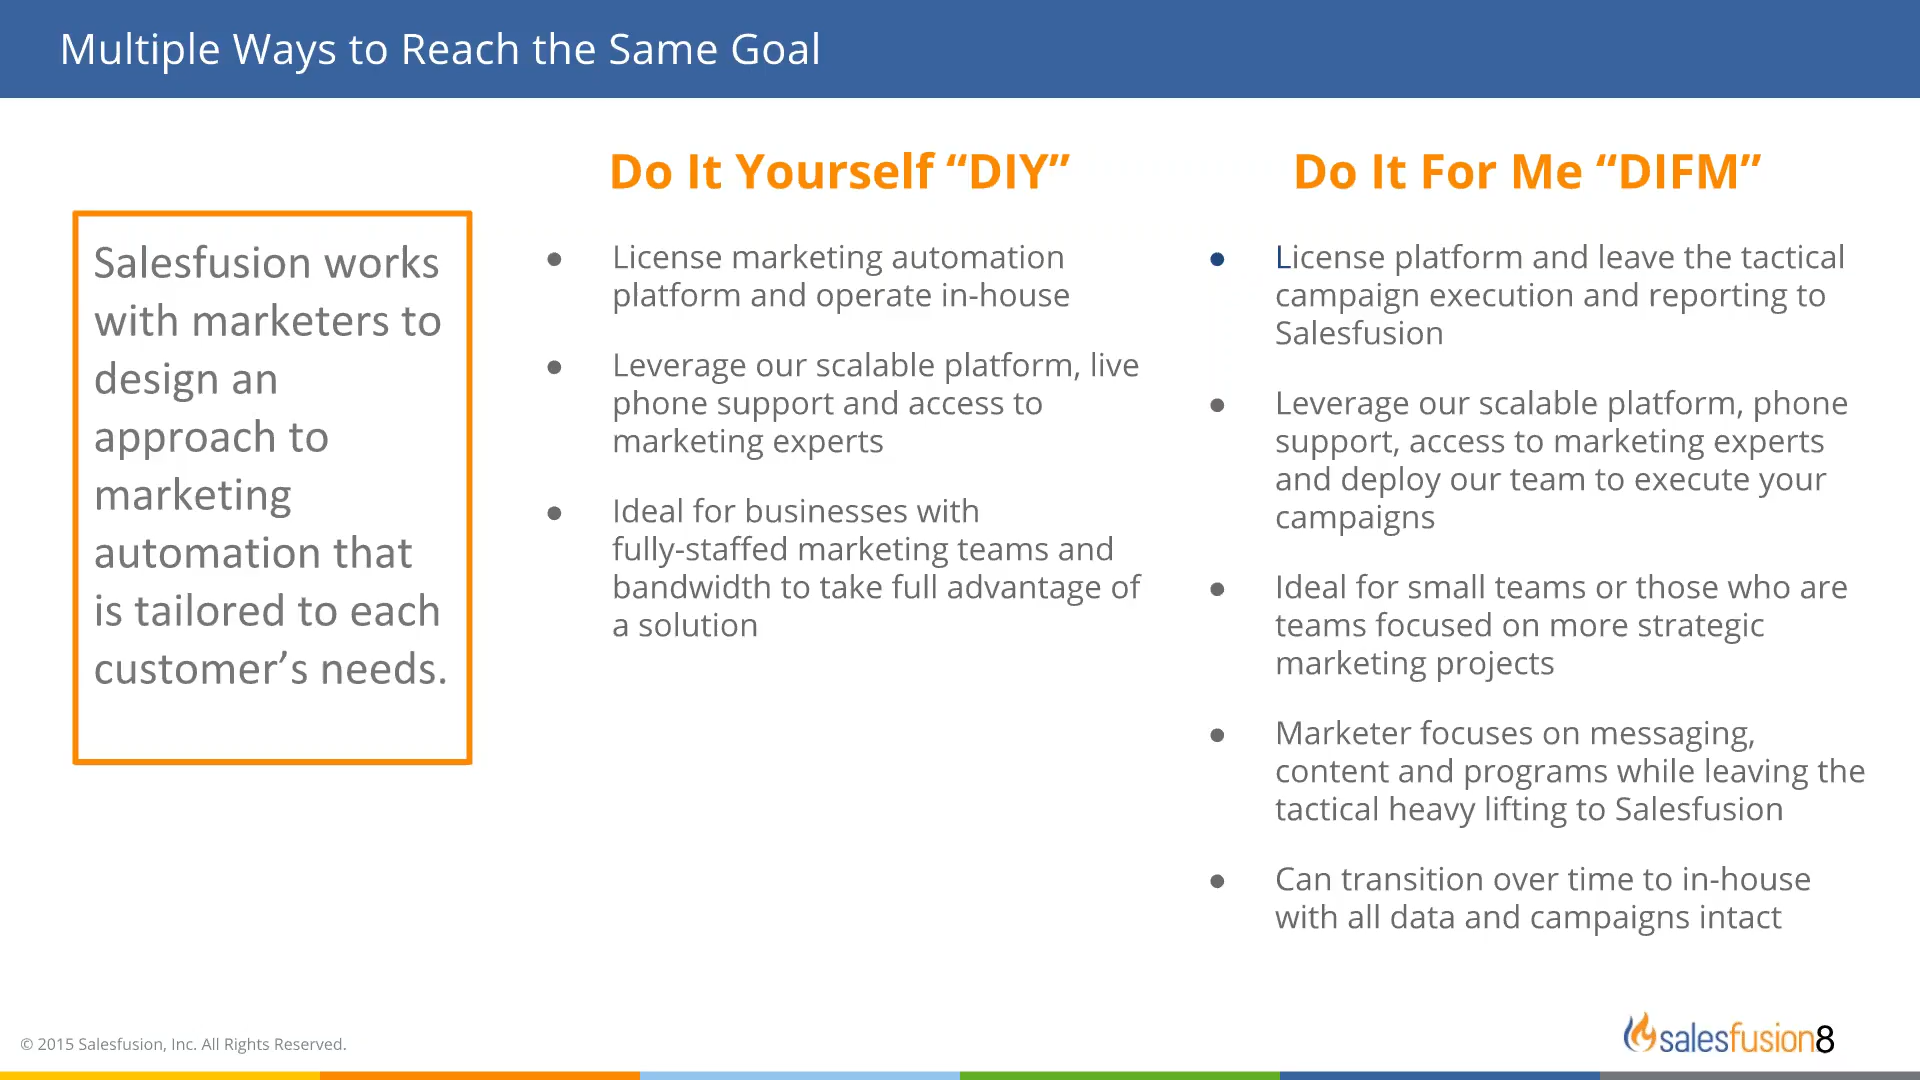 Multiple Ways to Reach the Same Goal
Salesfusion works
with marketers to
design an
approach to
marketing
automation that
is tailored to each
customer’s needs.
Do It Yourself “DIY”
● License marketing automation
platform and operate in-house
● Leverage our scalable platform, live
phone support and access to
marketing experts
● Ideal for businesses with
fully-staffed marketing teams and
bandwidth to take full advantage of
a solution
Do It For Me “DIFM”
● License platform and leave the tactical
campaign execution and reporting to
Salesfusion
● Leverage our scalable platform, phone
support, access to marketing experts
and deploy our team to execute your
campaigns
● Ideal for small teams or those who are
teams focused on more strategic
marketing projects
● Marketer focuses on messaging,
content and programs while leaving the
tactical heavy lifting to Salesfusion
● Can transition over time to in-house
with all data and campaigns intact
© 2015 Salesfusion, Inc. All Rights Reserved.
salesfusion
8